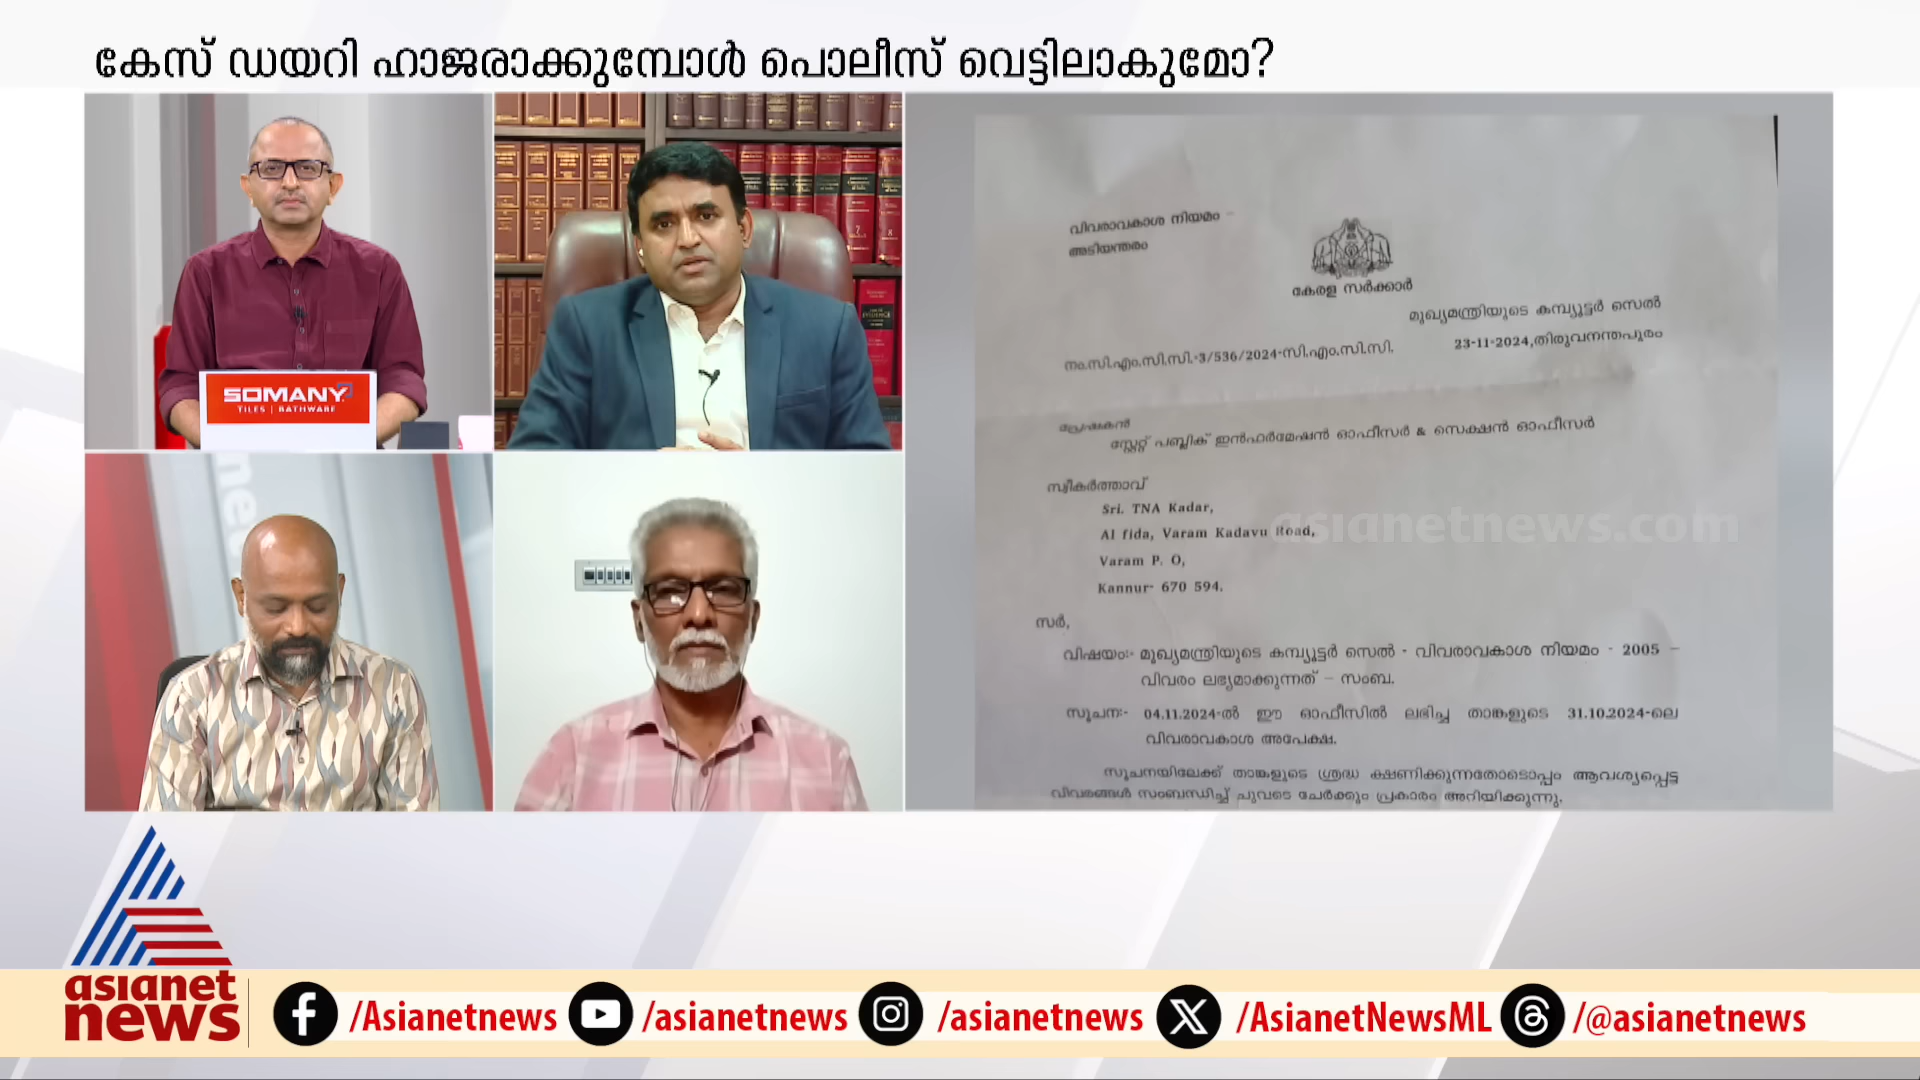 കേസ് ഡയറി ഹാജരാക്കുമ്പോൾ പൊലീസ് വെട്ടിലാകുമോ?
SOMANY
TILES | BATHWARE
വിവരാവകാശ നിയമം –
അടിയന്തരം
കേരള സർക്കാർ
മുഖ്യമന്ത്രിയുടെ കമ്പ്യൂട്ടർ സെൽ
നം.സി.എം.സി.സി.-3/536/2024-സി.എം.സി.സി.
23-11-2024,തിരുവനന്തപുരം
പ്രേഷകൻ
സ്റ്റേറ്റ് പബ്ലിക് ഇൻഫർമേഷൻ ഓഫീസർ & സെക്ഷൻ ഓഫീസർ
സ്വീകർത്താവ്
Sri. TNA Kadar,
Al fida, Varam Kadavu Road,
Varam P. O,
Kannur- 670 594.
asianetnews.com
സർ,
വിഷയം:- മുഖ്യമന്ത്രിയുടെ കമ്പ്യൂട്ടർ സെൽ - വിവരാവകാശ നിയമം - 2005 –
വിവരം ലഭ്യമാക്കുന്നത് – സംബ.
സൂചന:- 04.11.2024-ൽ ഈ ഓഫീസിൽ ലഭിച്ച താങ്കളുടെ 31.10.2024-ലെ
വിവരാവകാശ അപേക്ഷ.
സൂചനയിലേക്ക് താങ്കളുടെ ശ്രദ്ധ ക്ഷണിക്കുന്നതോടൊപ്പം ആവശ്യപ്പെട്ട
വിവരങ്ങൾ സംബന്ധിച്ച് ചുവടെ ചേർക്കും പ്രകാരം അറിയിക്കുന്നു.
asianet
news
/Asianetnews
/asianetnews
/asianetnews
/AsianetNewsML
/@asianetnews